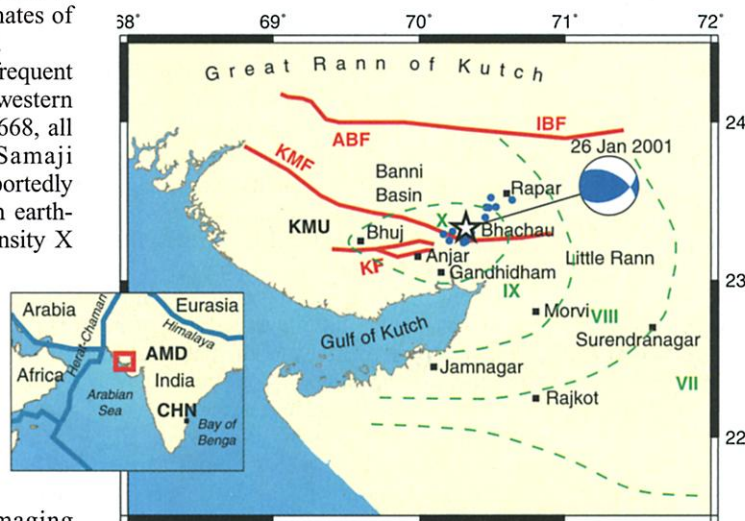 nates of
requent
western
668, all
Samaji
portedly
n earth-
nsity X
maging
68° 69° 70° 71° 72°
Great Rann of Kutch
24
IBF
ABF
26 Jan 2001
KMF
Banni
Basin
Rapar
X
KMU
Bhuj
Bhachau
Anjar
Little Rann
KF
Gandhidham
23
IX
Morvi
VIII
Gulf of Kutch
Surendranagar
Jamnagar
VII
Rajkot
22
Arabia
Eurasia
Herat-Chaman
Himalaya
AMD
Africa
India
Arabian
Sea
CHN
Bay of
Benga